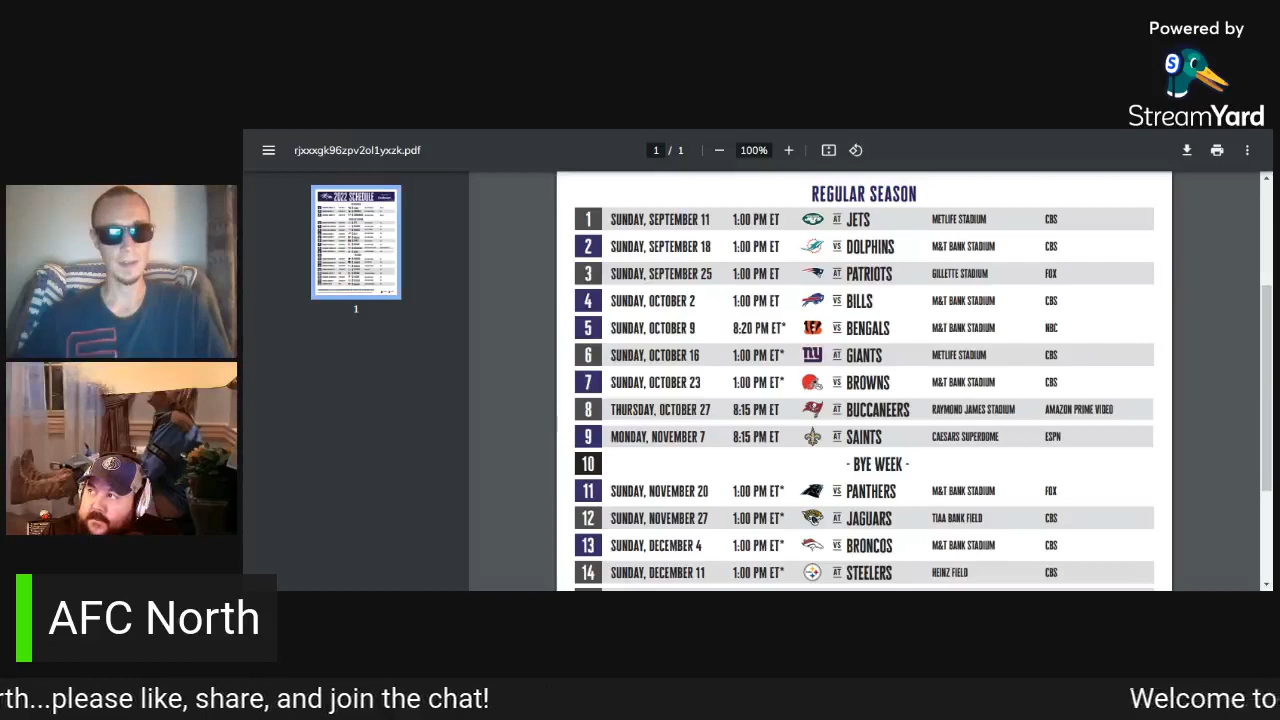 Powered by
StreamYard
rjxxxgk96zpv2ol1yxzk.pdf
1 / 1
100%
2022 SCHEDULE
1
REGULAR SEASON
1 SUNDAY, SEPTEMBER 11 1:00 PM ET AT JETS METLIFE STADIUM CBS
2 SUNDAY, SEPTEMBER 18 1:00 PM ET VS DOLPHINS M&T BANK STADIUM CBS
3 SUNDAY, SEPTEMBER 25 1:00 PM ET AT PATRIOTS GILLETTE STADIUM FOX
4 SUNDAY, OCTOBER 2 1:00 PM ET VS BILLS M&T BANK STADIUM CBS
5 SUNDAY, OCTOBER 9 8:20 PM ET* VS BENGALS M&T BANK STADIUM NBC
6 SUNDAY, OCTOBER 16 1:00 PM ET* NY AT GIANTS METLIFE STADIUM CBS
7 SUNDAY, OCTOBER 23 1:00 PM ET* VS BROWNS M&T BANK STADIUM CBS
8 THURSDAY, OCTOBER 27 8:15 PM ET AT BUCCANEERS RAYMOND JAMES STADIUM AMAZON PRIME VIDEO
9 MONDAY, NOVEMBER 7 8:15 PM ET AT SAINTS CAESARS SUPERDOME ESPN
10 - BYE WEEK -
11 SUNDAY, NOVEMBER 20 1:00 PM ET* VS PANTHERS M&T BANK STADIUM FOX
12 SUNDAY, NOVEMBER 27 1:00 PM ET* AT JAGUARS TIAA BANK FIELD CBS
13 SUNDAY, DECEMBER 4 1:00 PM ET* VS BRONCOS M&T BANK STADIUM CBS
14 SUNDAY, DECEMBER 11 1:00 PM ET* AT STEELERS HEINZ FIELD CBS
AFC North
rth...please like, share, and join the chat!
Welcome to